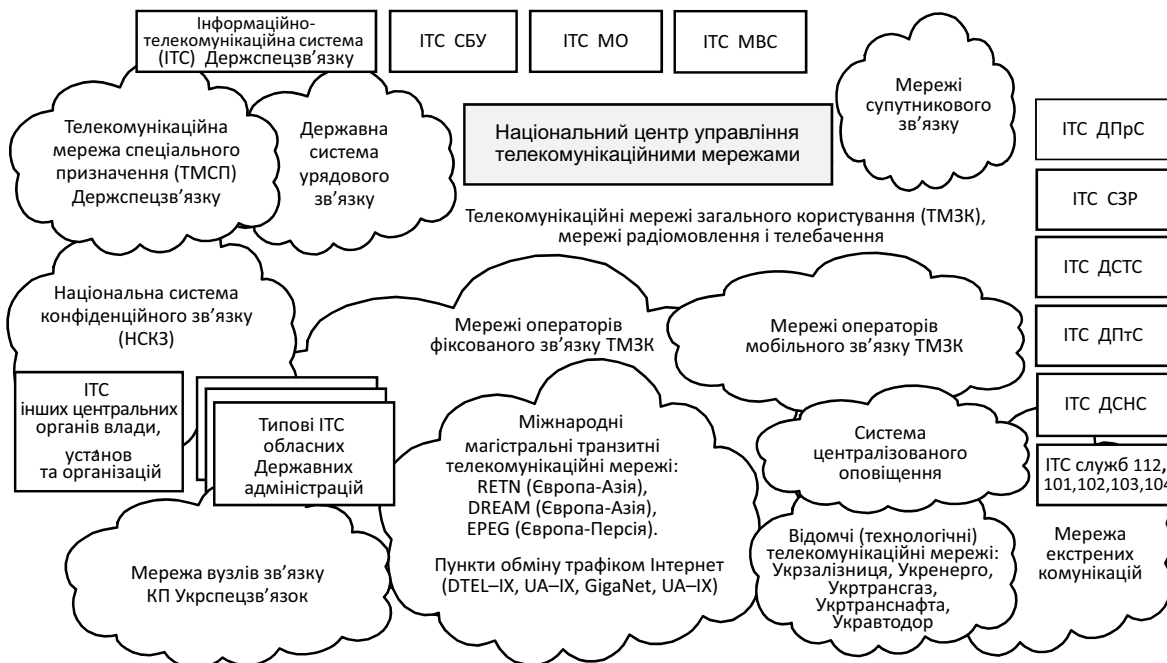 Інформаційно-
телекомунікаційна система
(ІТС) Держспецзв’язку
ІТС СБУ
ІТС МО
ІТС МВС
Мережі
супутникового
зв’язку
Телекомунікаційна
мережа спеціального
призначення (ТМСП)
Держспецзв’язку
Державна
система
урядового
зв’язку
Національний центр управління
телекомунікаційними мережами
ІТС ДПрС
ІТС СЗР
ІТС ДСТС
ІТС ДПтС
ІТС ДСНС
ІТС служб 112,
101,102,103,104
Телекомунікаційні мережі загального користування (ТМЗК),
мережі радіомовлення і телебачення
Національна система
конфіденційного зв’язку
(НСКЗ)
Мережі операторів
фіксованого зв’язку ТМЗК
Мережі операторів
мобільного зв’язку ТМЗК
ІТС
інших центральних
органів влади,
установ
та організацій
Типові ІТС
обласних
Державних
адміністрацій
Міжнародні
магістральні транзитні
телекомунікаційні мережі:
RETN (Європа-Азія),
DREAM (Європа-Азія),
EPEG (Європа-Персія).
Пункти обміну трафіком Інтернет
(DTEL–IX, UA–IX, GigaNet, UA–IX)
Система
централізованого
оповіщення
Відомчі (технологічні)
телекомунікаційні мережі:
Укрзалізниця, Укренерго,
Укртрансгаз,
Укртранснафта,
Укравтодор
Мережа
екстрених
комунікацій
Мережа вузлів зв’язку
КП Укрспецзв’язок